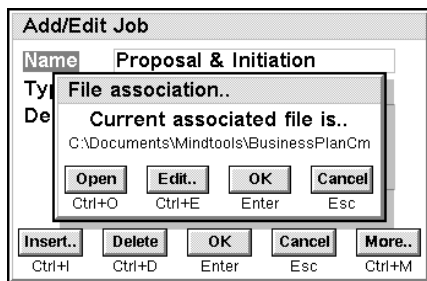 Add/Edit Job
Name Proposal & Initiation
Ty
File association..
De
Current associated file is..
C:\Documents\Mindtools\BusinessPlanCm
Open Edit.. OK Cancel
Ctrl+O Ctrl+E Enter Esc
Insert.. Delete OK Cancel More..
Ctrl+I Ctrl+D Enter Esc Ctrl+M